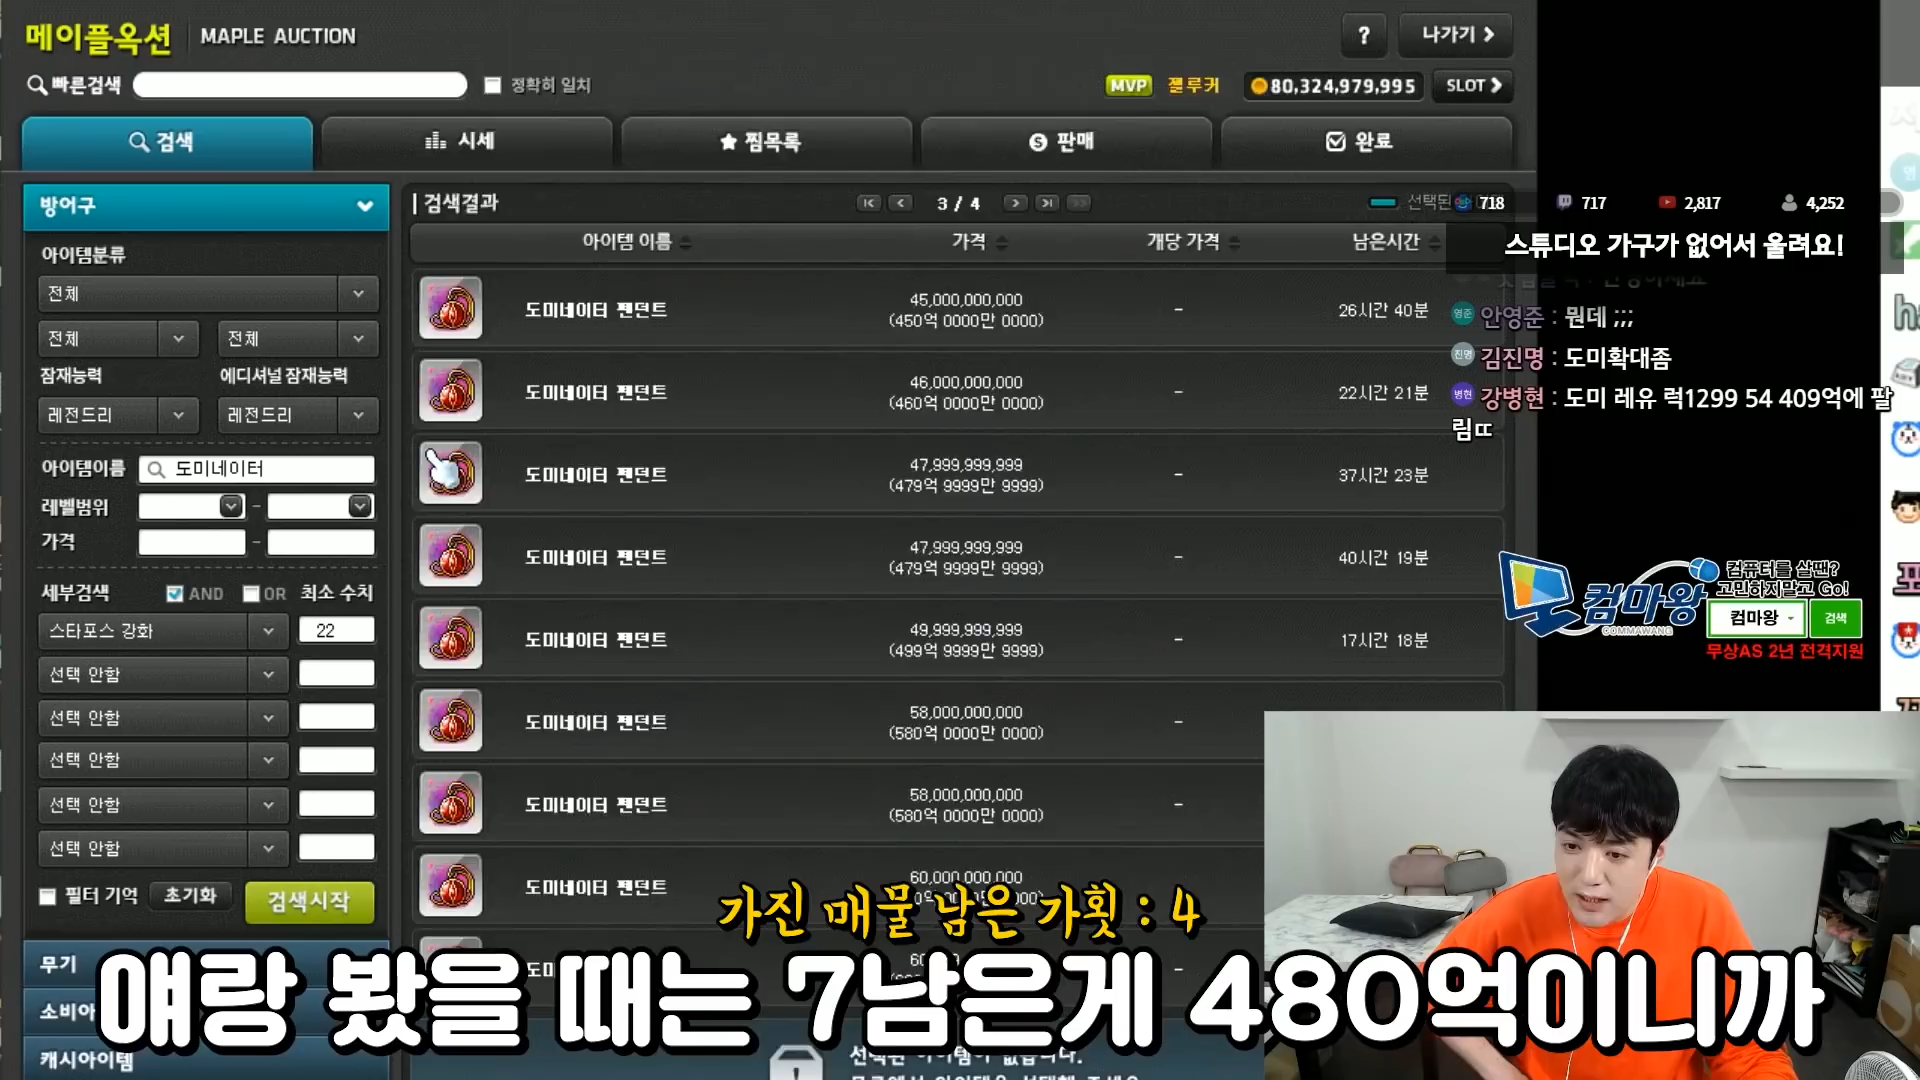 메이플옥션 MAPLE AUCTION
? 나가기
빠른검색 정확히 일치
MVP 젤루커 80,324,979,995 SLOT
검색 시세 찜목록 판매 완료
방어구
아이템분류
전체
전체 전체
잠재능력 에디셔널 잠재능력
레전드리 레전드리
아이템이름 도미네이터
레벨범위 -
가격 -
세부검색 AND OR 최소 수치
스타포스 강화 22
선택 안함
선택 안함
선택 안함
선택 안함
선택 안함
필터 기억 초기화 검색시작
무기
소비아
캐시아이템
검색결과 3 / 4 선택된
아이템 이름 가격 개당 가격 남은시간
도미네이터 펜던트 45,000,000,000 - 26시간 40분
(450억 0000만 0000)
도미네이터 펜던트 46,000,000,000 - 22시간 21분
(460억 0000만 0000)
도미네이터 펜던트 47,999,999,999 - 37시간 23분
(479억 9999만 9999)
도미네이터 펜던트 47,999,999,999 - 40시간 19분
(479억 9999만 9999)
도미네이터 펜던트 49,999,999,999 - 17시간 18분
(499억 9999만 9999)
도미네이터 펜던트 58,000,000,000 -
(580억 0000만 0000)
도미네이터 펜던트 58,000,000,000 -
(580억 0000만 0000)
도미네이터 펜던트 60,000,000,000
도미
718 717 2,817 4,252
스튜디오 가구가 없어서 울려요!
영준 안영준 : 뭔데 ;;;
진명 김진명 : 도미확대좀
병현 강병현 : 도미 레유 럭1299 54 409억에 팔
림ㄸ
컴마왕
COMMAWANG
컴퓨터를 살땐?
고민하지말고 Go!
컴마왕 검색
무상AS 2년 전격지원
가진 매물 남은 가횟 : 4
얘랑 봤을 때는 7남은게 480억이니까